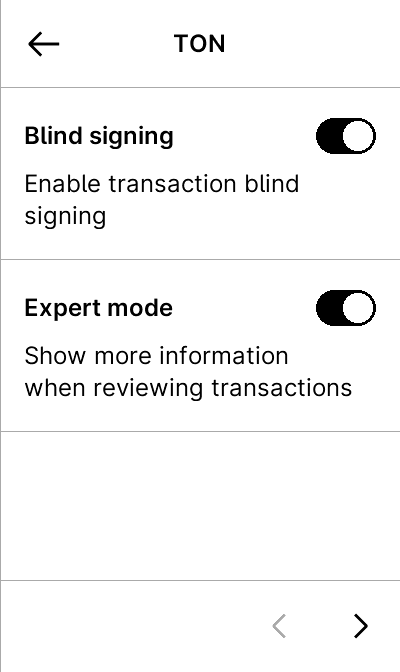 TON
Blind signing
Enable transaction blind
signing
Expert mode
Show more information
when reviewing transactions